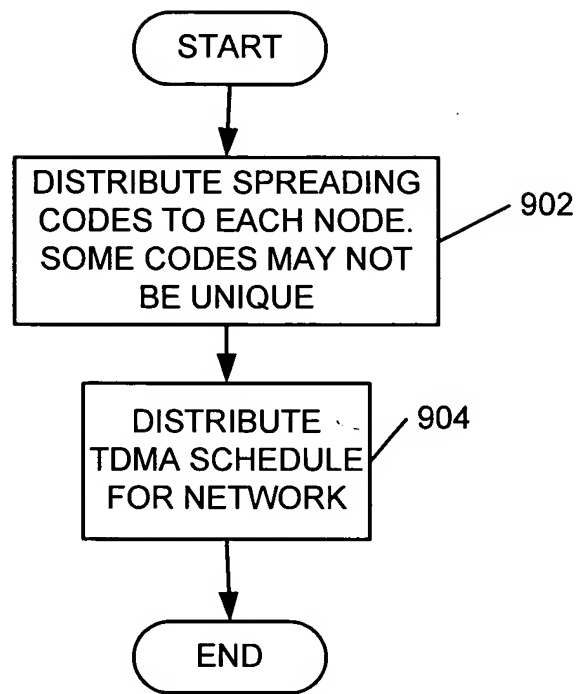 START
DISTRIBUTE SPREADING
CODES TO EACH NODE.
SOME CODES MAY NOT
BE UNIQUE
902
DISTRIBUTE
TDMA SCHEDULE
FOR NETWORK
904
END